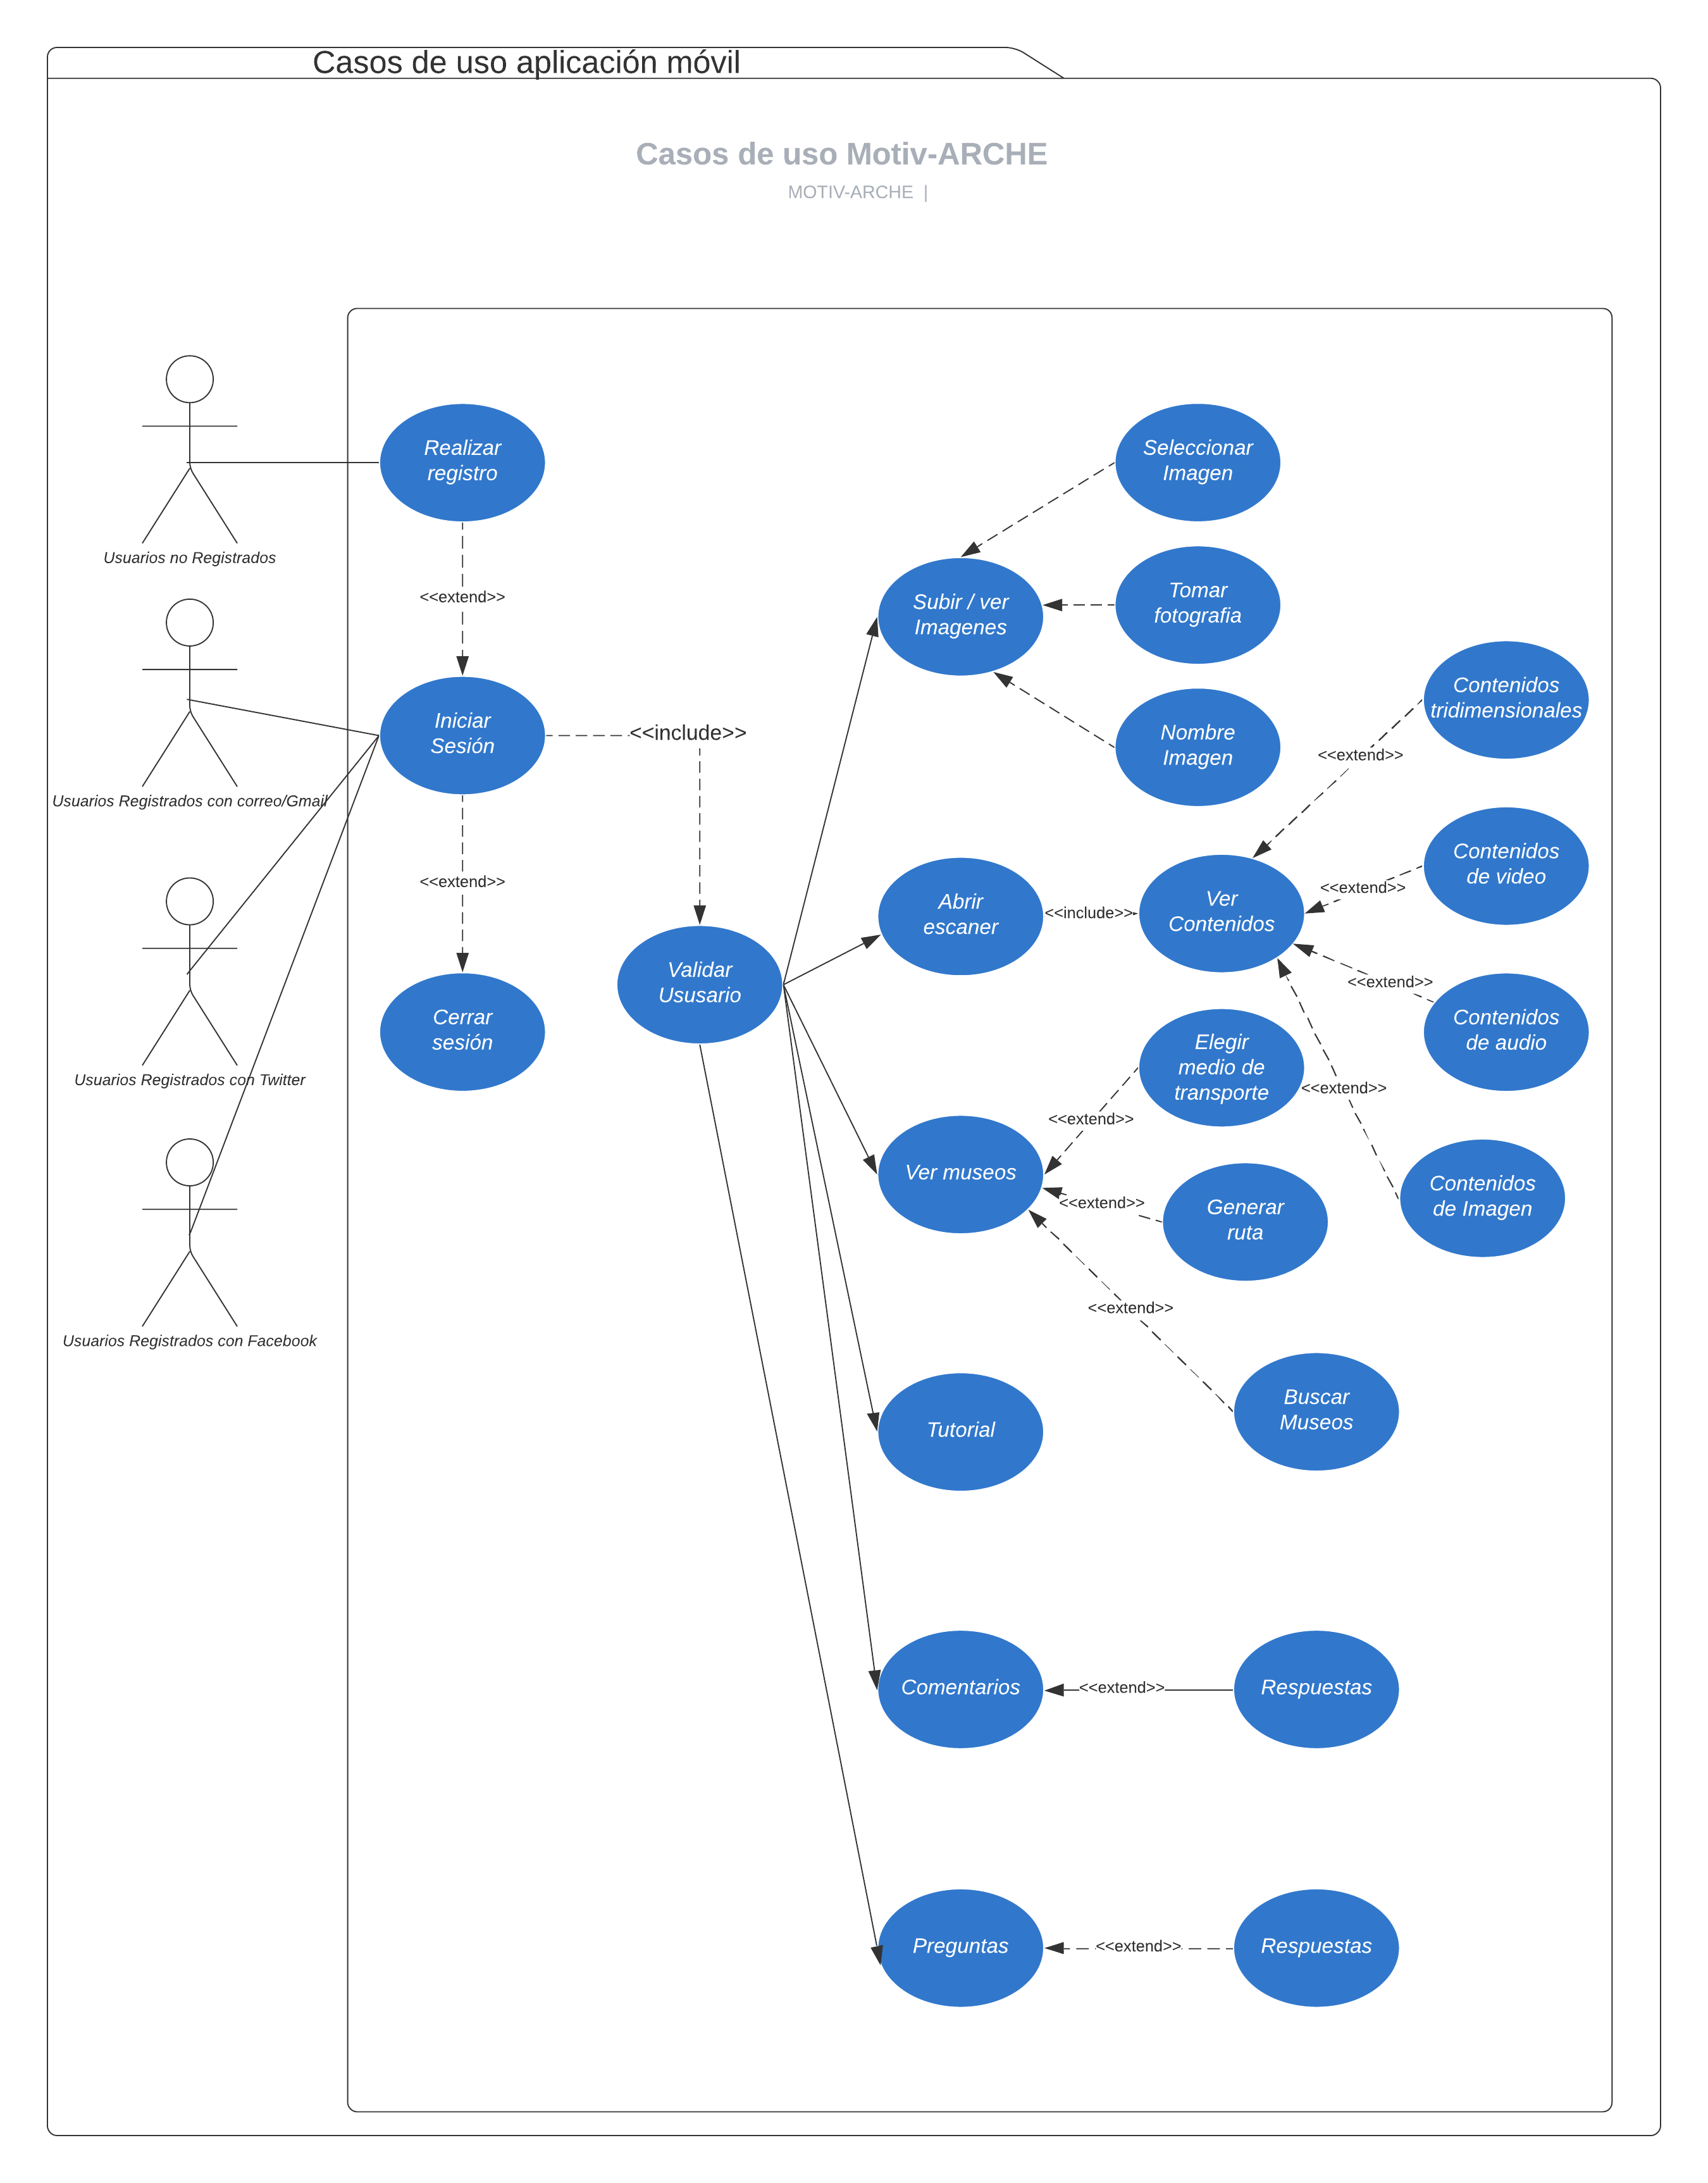 Casos de uso aplicación móvil
Casos de uso Motiv-ARCHE
MOTIV-ARCHE |
Usuarios no Registrados
Usuarios Registrados con correo/Gmail
Usuarios Registrados con Twitter
Usuarios Registrados con Facebook
Realizar
registro
<<extend>>
Iniciar
Sesión
<<extend>>
Cerrar
sesión
<<include>>
Validar
Ususario
Subir / ver
Imagenes
Seleccionar
Imagen
Tomar
fotografia
Nombre
Imagen
Abrir
escaner
<<include>>
Ver
Contenidos
<<extend>>
Contenidos
tridimensionales
<<extend>>
Contenidos
de video
<<extend>>
Contenidos
de audio
<<extend>>
Contenidos
de Imagen
Ver museos
<<extend>>
Elegir
medio de
transporte
<<extend>>
Generar
ruta
<<extend>>
Buscar
Museos
Tutorial
Comentarios
<<extend>>
Respuestas
Preguntas
<<extend>>
Respuestas